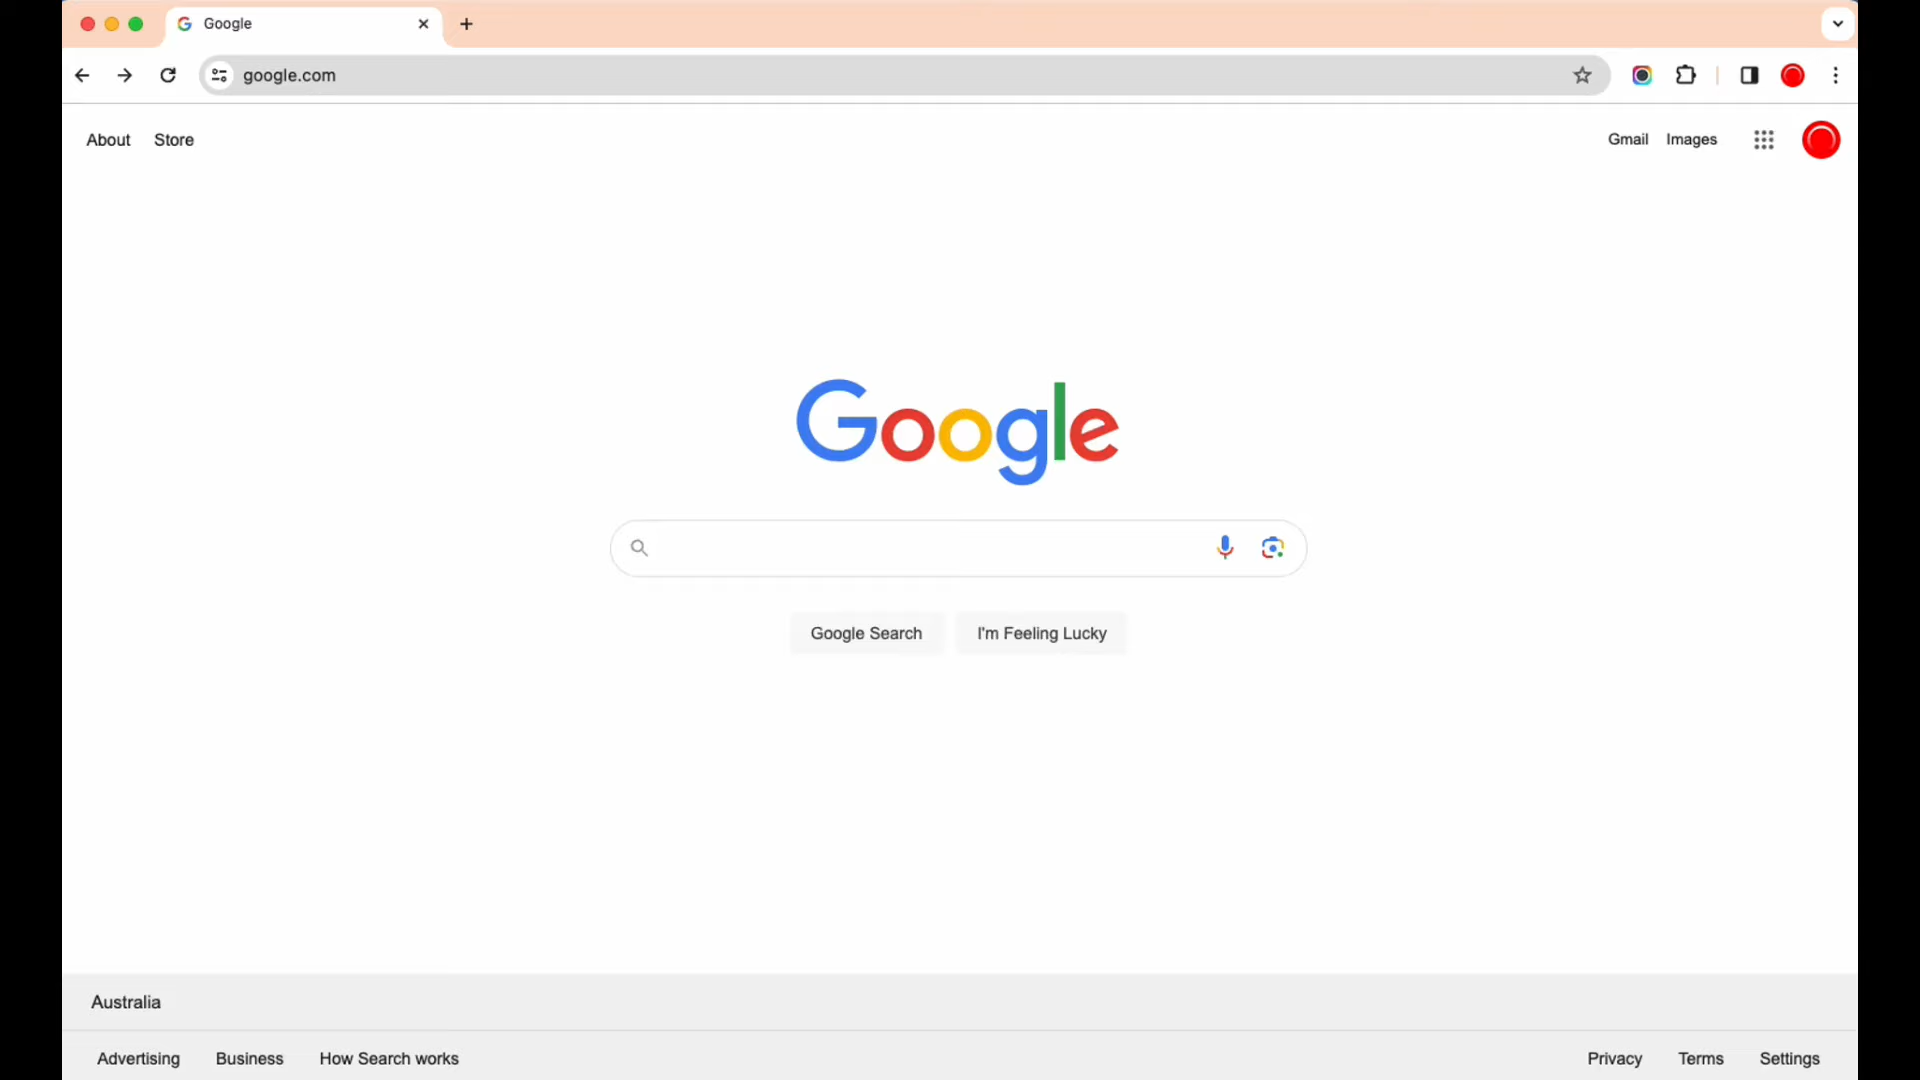 Google
google.com
About Store Gmail Images
Google
Google Search I'm Feeling Lucky
Australia
Advertising Business How Search works Privacy Terms Settings